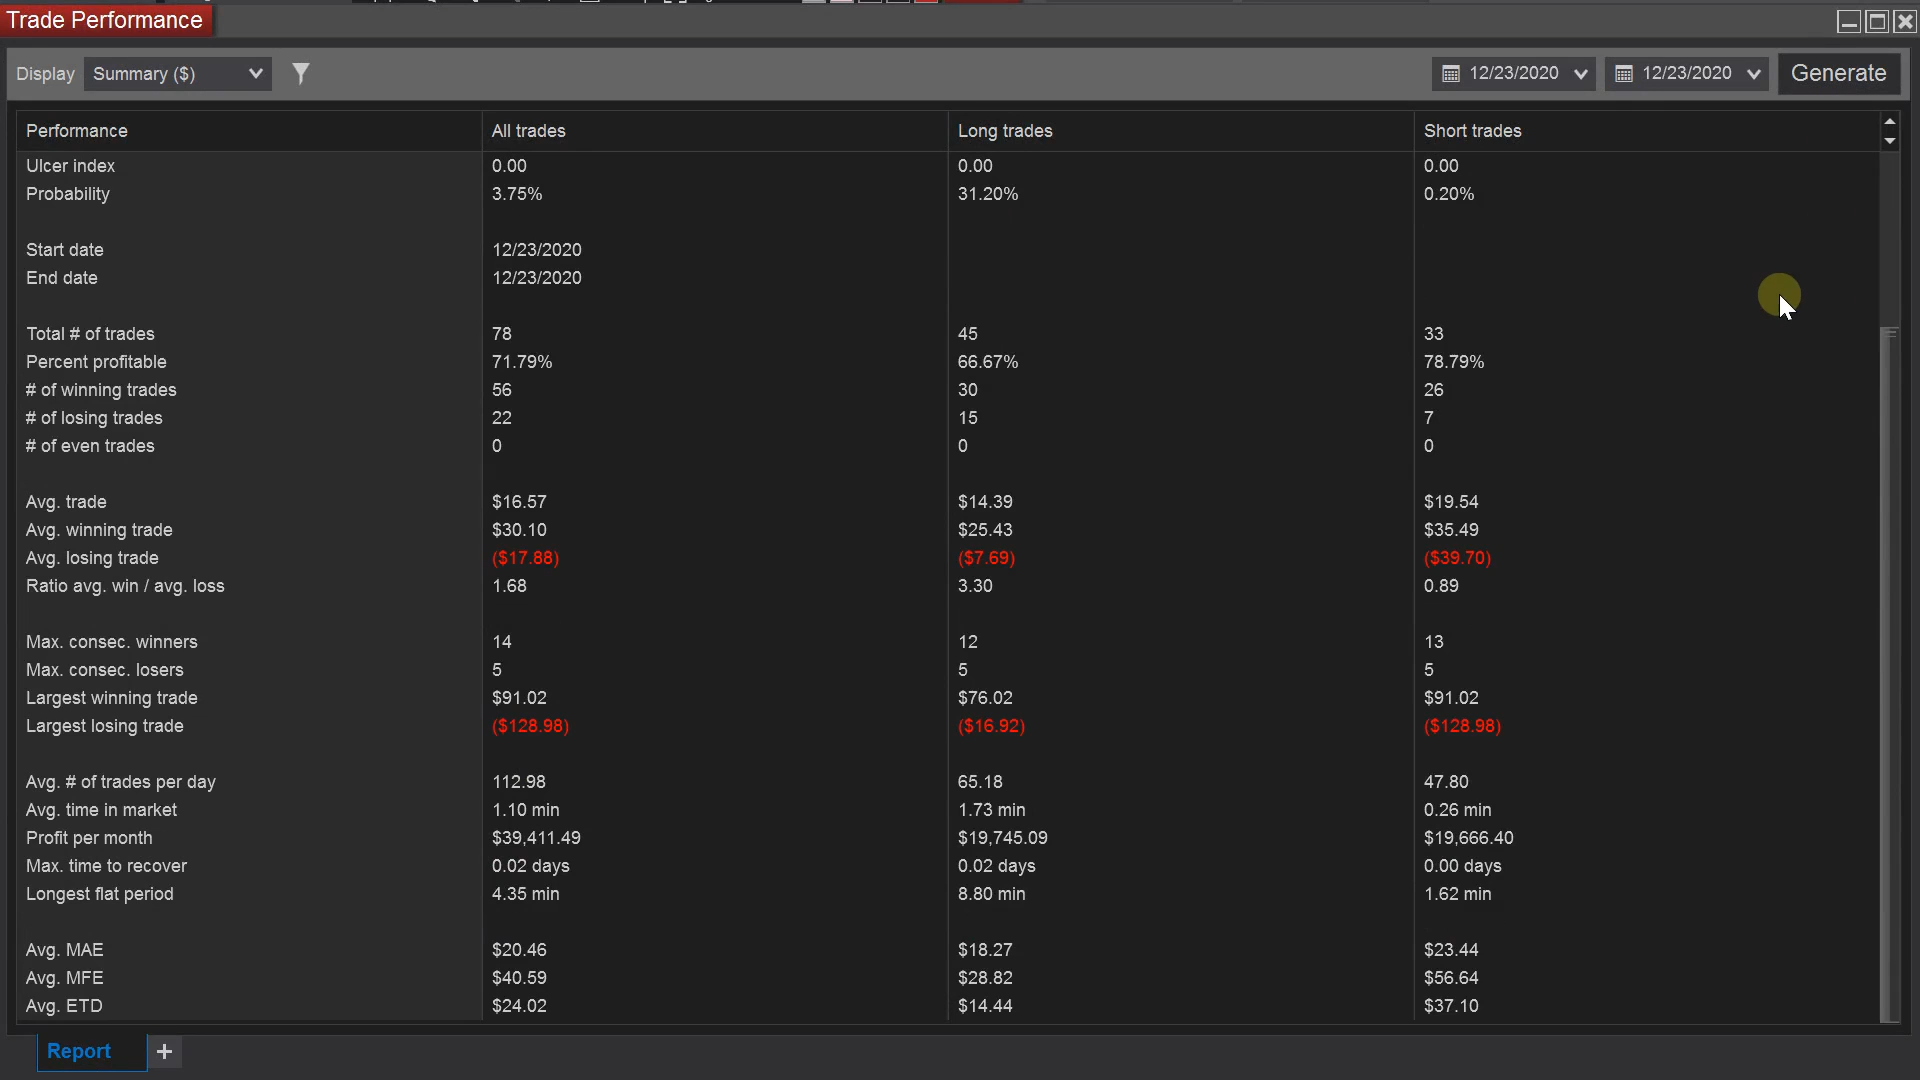 Trade Performance
Display Summary ($) 12/23/2020 12/23/2020 Generate
Performance All trades Long trades Short trades
Ulcer index 0.00 0.00 0.00
Probability 3.75% 31.20% 0.20%
Start date 12/23/2020
End date 12/23/2020
Total # of trades 78 45 33
Percent profitable 71.79% 66.67% 78.79%
# of winning trades 56 30 26
# of losing trades 22 15 7
# of even trades 0 0 0
Avg. trade $16.57 $14.39 $19.54
Avg. winning trade $30.10 $25.43 $35.49
Avg. losing trade ($17.88) ($7.69) ($39.70)
Ratio avg. win / avg. loss 1.68 3.30 0.89
Max. consec. winners 14 12 13
Max. consec. losers 5 5 5
Largest winning trade $91.02 $76.02 $91.02
Largest losing trade ($128.98) ($16.92) ($128.98)
Avg. # of trades per day 112.98 65.18 47.80
Avg. time in market 1.10 min 1.73 min 0.26 min
Profit per month $39,411.49 $19,745.09 $19,666.40
Max. time to recover 0.02 days 0.02 days 0.00 days
Longest flat period 4.35 min 8.80 min 1.62 min
Avg. MAE $20.46 $18.27 $23.44
Avg. MFE $40.59 $28.82 $56.64
Avg. ETD $24.02 $14.44 $37.10
Report +